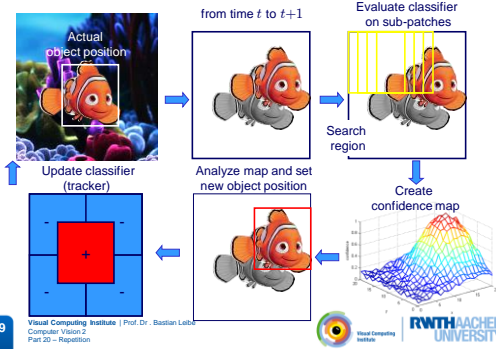 from time t to t+1
Evaluate classifier
on sub-patches
Actual
object position
Search
region
Update classifier
(tracker)
Analyze map and set
new object position
Create
confidence map
-
-
+
-
-
9
Visual Computing Institute | Prof. Dr . Bastian Leibe
Computer Vision 2
Part 20 – Repetition
Visual Computing
Institute
RWTHAACHEN
UNIVERSITY